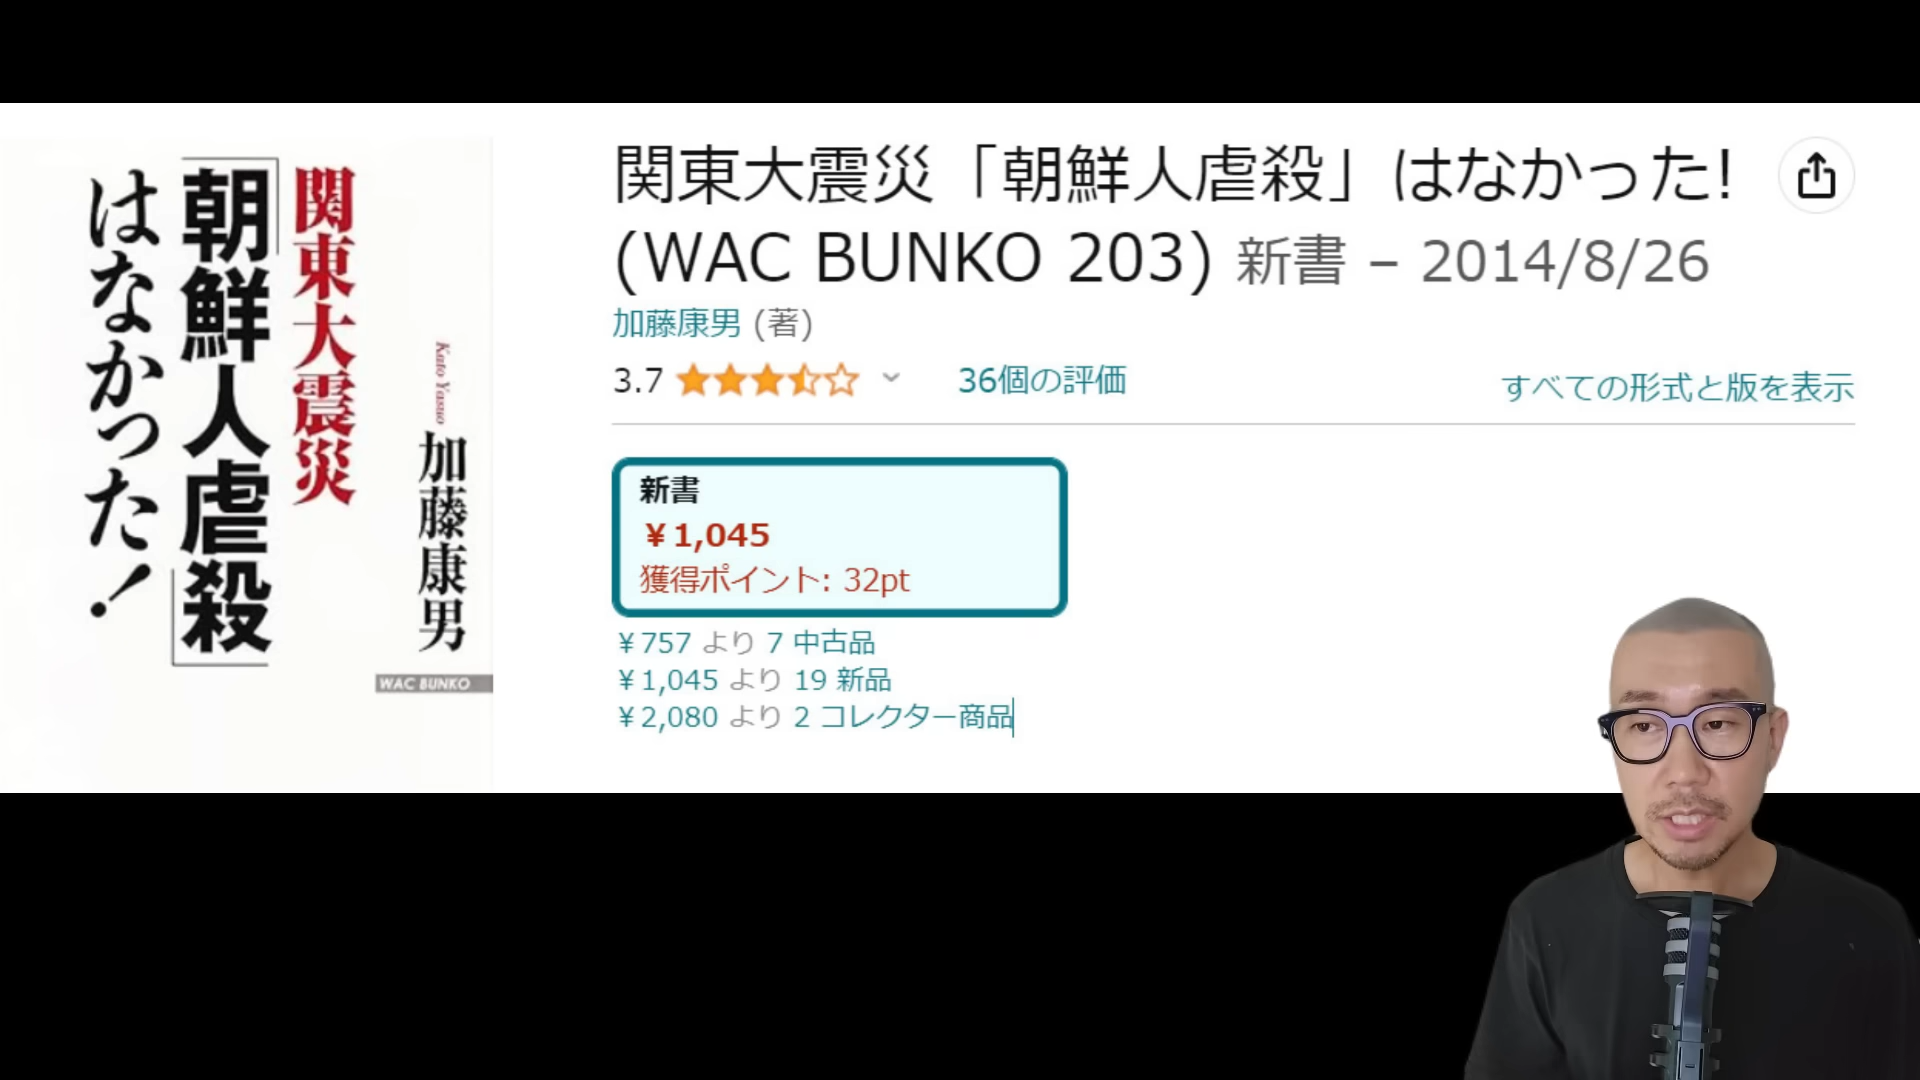 関東大震災
「朝鮮人虐殺」
はなかった!
Kato Yasuo
加藤康男
WAC BUNKO
関東大震災「朝鮮人虐殺」はなかった!
(WAC BUNKO 203) 新書 – 2014/8/26
加藤康男 (著)
3.7
36個の評価
すべての形式と版を表示
新書
¥1,045
獲得ポイント: 32pt
¥757 より 7 中古品
¥1,045 より 19 新品
¥2,080 より 2 コレクター商品